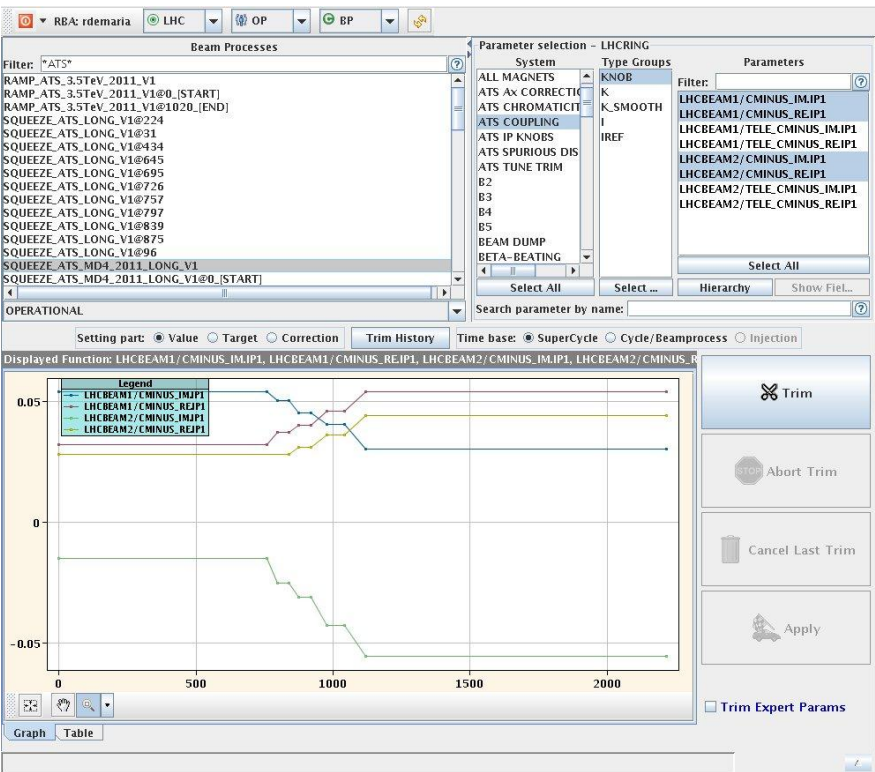 RBA: rdemaria LHC OP BP
Beam Processes
Filter: *ATS*
RAMP_ATS_3.5TeV_2011_V1
RAMP_ATS_3.5TeV_2011_V1@0_[START]
RAMP_ATS_3.5TeV_2011_V1@1020_[END]
SQUEEZE_ATS_LONG_V1@224
SQUEEZE_ATS_LONG_V1@31
SQUEEZE_ATS_LONG_V1@434
SQUEEZE_ATS_LONG_V1@645
SQUEEZE_ATS_LONG_V1@695
SQUEEZE_ATS_LONG_V1@726
SQUEEZE_ATS_LONG_V1@757
SQUEEZE_ATS_LONG_V1@797
SQUEEZE_ATS_LONG_V1@839
SQUEEZE_ATS_LONG_V1@875
SQUEEZE_ATS_LONG_V1@96
SQUEEZE_ATS_MD4_2011_LONG_V1
SQUEEZE_ATS_MD4_2011_LONG_V1@0_[START]
OPERATIONAL
Parameter selection - LHCRING
System
ALL MAGNETS
ATS Ax CORRECTIO
ATS CHROMATICIT
ATS COUPLING
ATS IP KNOBS
ATS SPURIOUS DIS
ATS TUNE TRIM
B2
B3
B4
B5
BEAM DUMP
BETA-BEATING
Select All
Type Groups
KNOB
K
K_SMOOTH
I
IREF
Select ...
Parameters
Filter:
LHCBEAM1/CMINUS_IM.IP1
LHCBEAM1/CMINUS_RE.IP1
LHCBEAM1/TELE_CMINUS_IM.IP1
LHCBEAM1/TELE_CMINUS_RE.IP1
LHCBEAM2/CMINUS_IM.IP1
LHCBEAM2/CMINUS_RE.IP1
LHCBEAM2/TELE_CMINUS_IM.IP1
LHCBEAM2/TELE_CMINUS_RE.IP1
Select All
Hierarchy Show Fiel...
Search parameter by name:
Setting part: Value Target Correction Trim History Time base: SuperCycle Cycle/Beamprocess Injection
Displayed Function: LHCBEAM1/CMINUS_IM.IP1, LHCBEAM1/CMINUS_RE.IP1, LHCBEAM2/CMINUS_IM.IP1, LHCBEAM2/CMINUS_R
Legend
LHCBEAM1/CMINUS_IM.IP1
LHCBEAM1/CMINUS_RE.IP1
LHCBEAM2/CMINUS_IM.IP1
LHCBEAM2/CMINUS_RE.IP1
0.05
0
-0.05
0 500 1000 1500 2000
Trim
STOP Abort Trim
Cancel Last Trim
Apply
Trim Expert Params
Graph Table